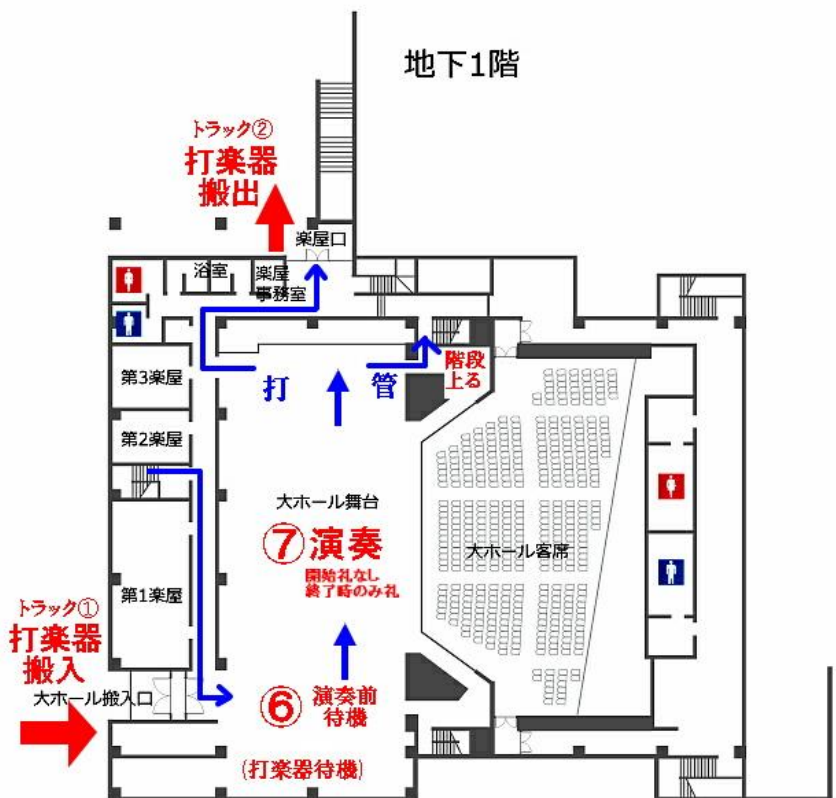 地下1階
トラック②
打楽器
搬出
楽屋口
浴室
楽屋
事務室
第3楽屋
打
管
階段
上る
第2楽屋
大ホール舞台
⑦演奏
開始礼なし
終了時のみ礼
大ホール客席
第1楽屋
トラック①
打楽器
搬入
大ホール搬入口
⑥
演奏前
待機
(打楽器待機)